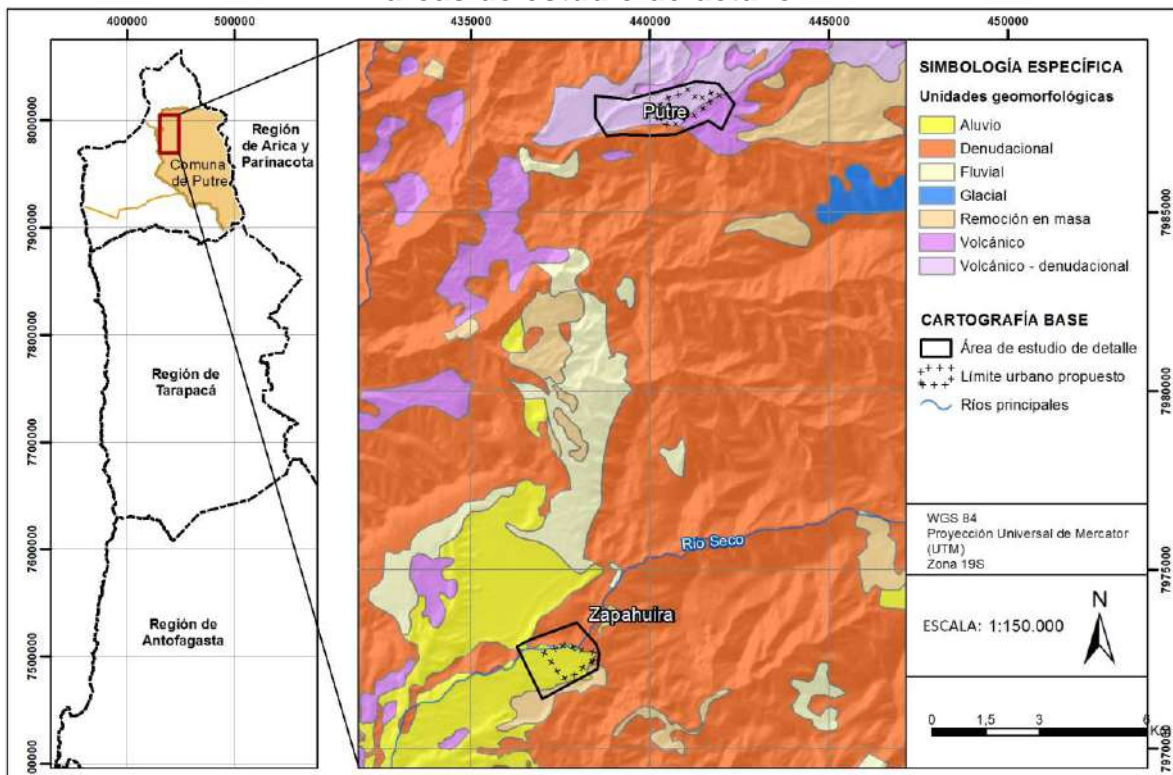 400000 500000
435000 440000 445000 450000
8000000
7900000
7800000
7700000
7600000
7500000
Región
de Arica y
Parinacota
Comuna
de Putre
Región de
Tarapacá
Región de
Antofagasta
Putre
Río Seco
Zapahuira
7985000
7980000
7975000
7970000
SIMBOLOGÍA ESPECÍFICA
Unidades geomorfológicas
Aluvio
Denudacional
Fluvial
Glacial
Remoción en masa
Volcánico
Volcánico - denudacional
CARTOGRAFÍA BASE
Área de estudio de detalle
Límite urbano propuesto
Ríos principales
WGS 84
Proyección Universal de Mercator
(UTM)
Zona 19S
ESCALA: 1:150.000
N
0 1,5 3 6